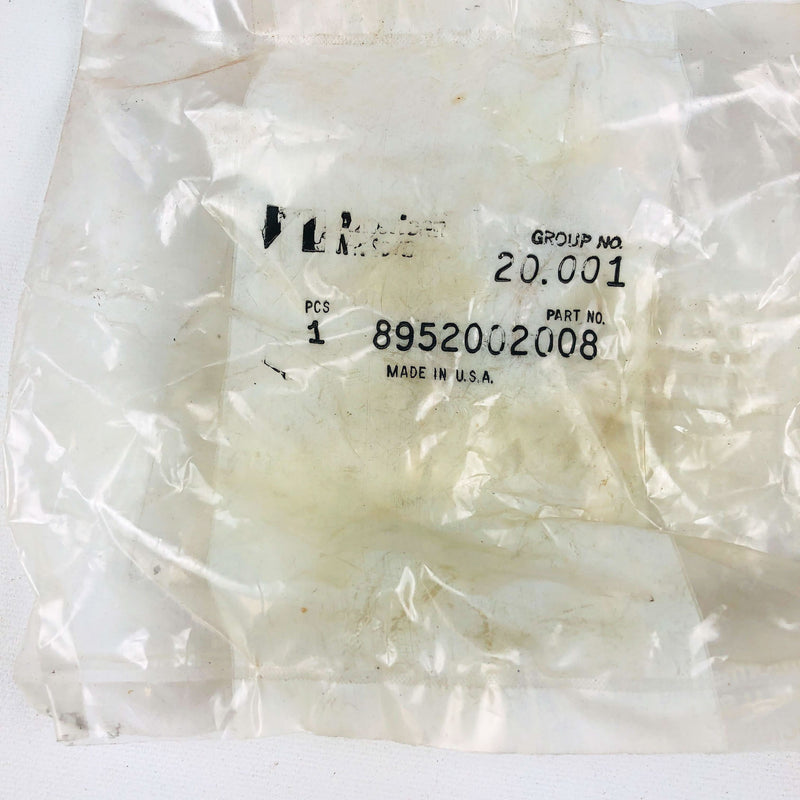 GROUP NO.
20.001
PCS
PART NO.
1 8952002008
MADE IN U.S.A.